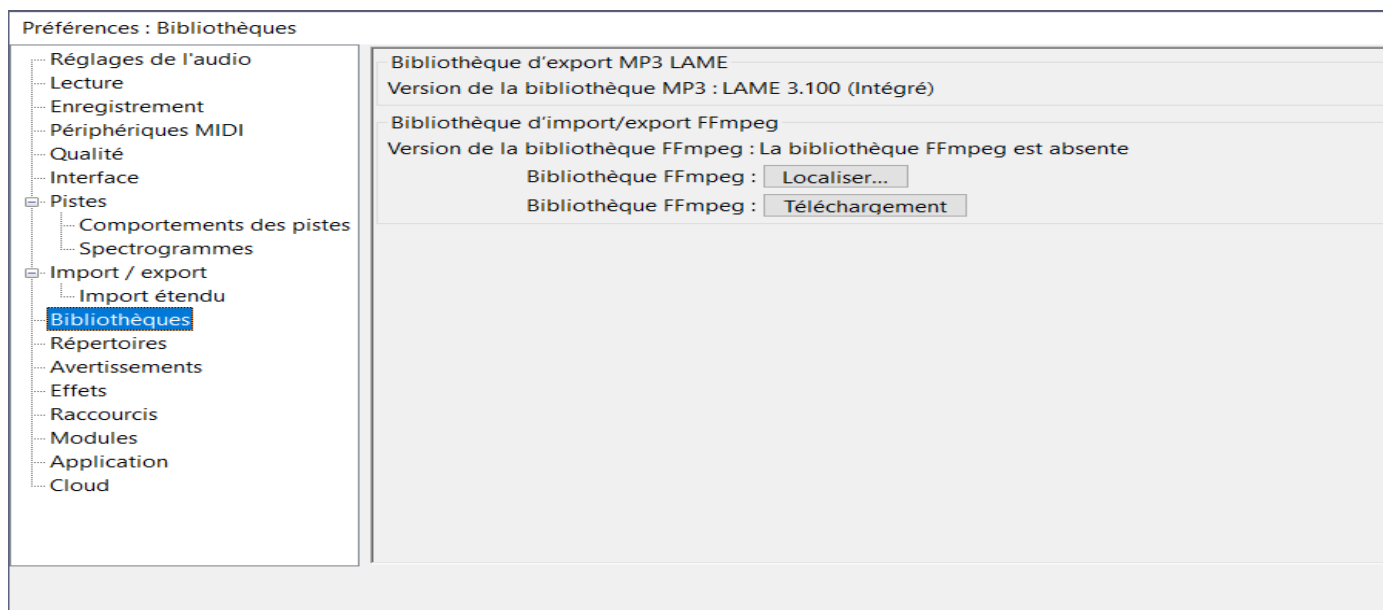 Préférences : Bibliothèques
Réglages de l'audio
Lecture
Enregistrement
Périphériques MIDI
Qualité
Interface
Pistes
Comportements des pistes
Spectrogrammes
Import / export
Import étendu
Bibliothèques
Répertoires
Avertissements
Effets
Raccourcis
Modules
Application
Cloud
Bibliothèque d'export MP3 LAME
Version de la bibliothèque MP3 : LAME 3.100 (Intégré)
Bibliothèque d'import/export FFmpeg
Version de la bibliothèque FFmpeg : La bibliothèque FFmpeg est absente
Bibliothèque FFmpeg : Localiser...
Bibliothèque FFmpeg : Téléchargement